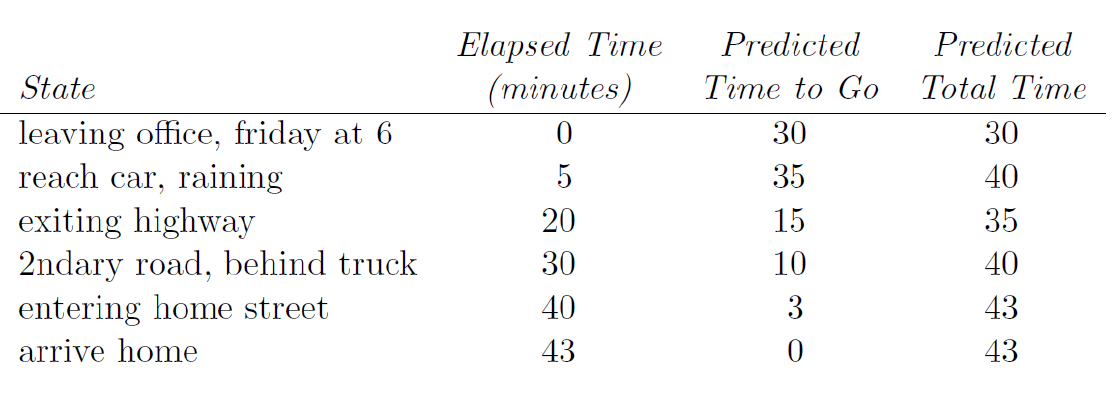 Elapsed Time Predicted Predicted
State (minutes) Time to Go Total Time
leaving office, friday at 6 0 30 30
reach car, raining 5 35 40
exiting highway 20 15 35
2ndary road, behind truck 30 10 40
entering home street 40 3 43
arrive home 43 0 43